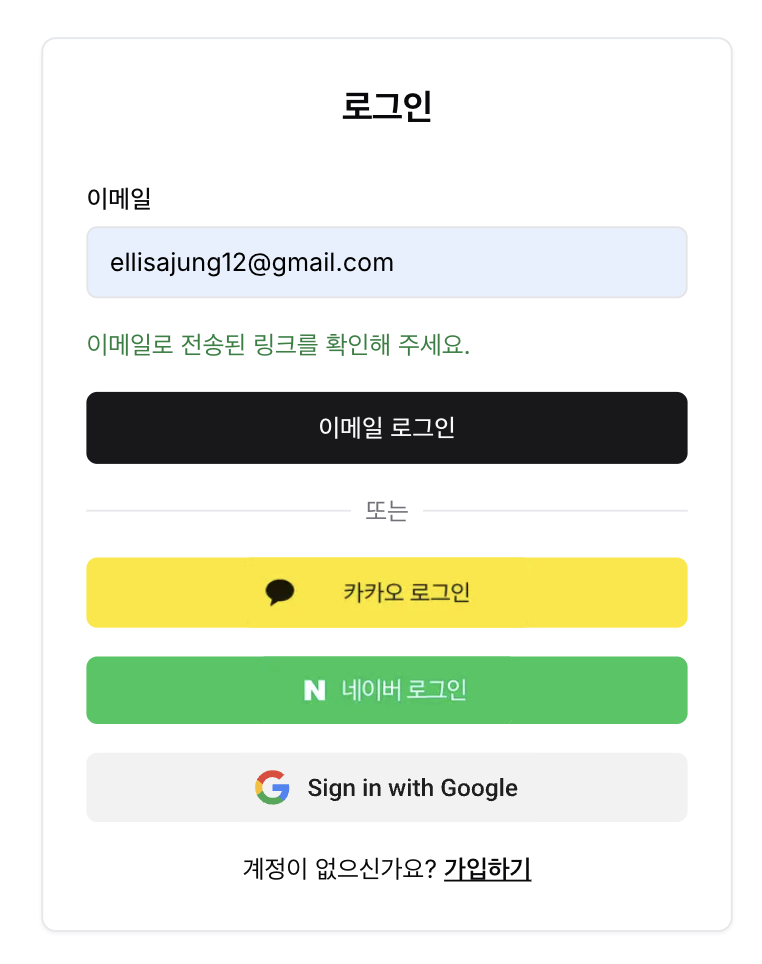 로그인
이메일
ellisajung12@gmail.com
이메일로 전송된 링크를 확인해 주세요.
이메일 로그인
또는
카카오 로그인
N 네이버 로그인
Sign in with Google
계정이 없으신가요? 가입하기